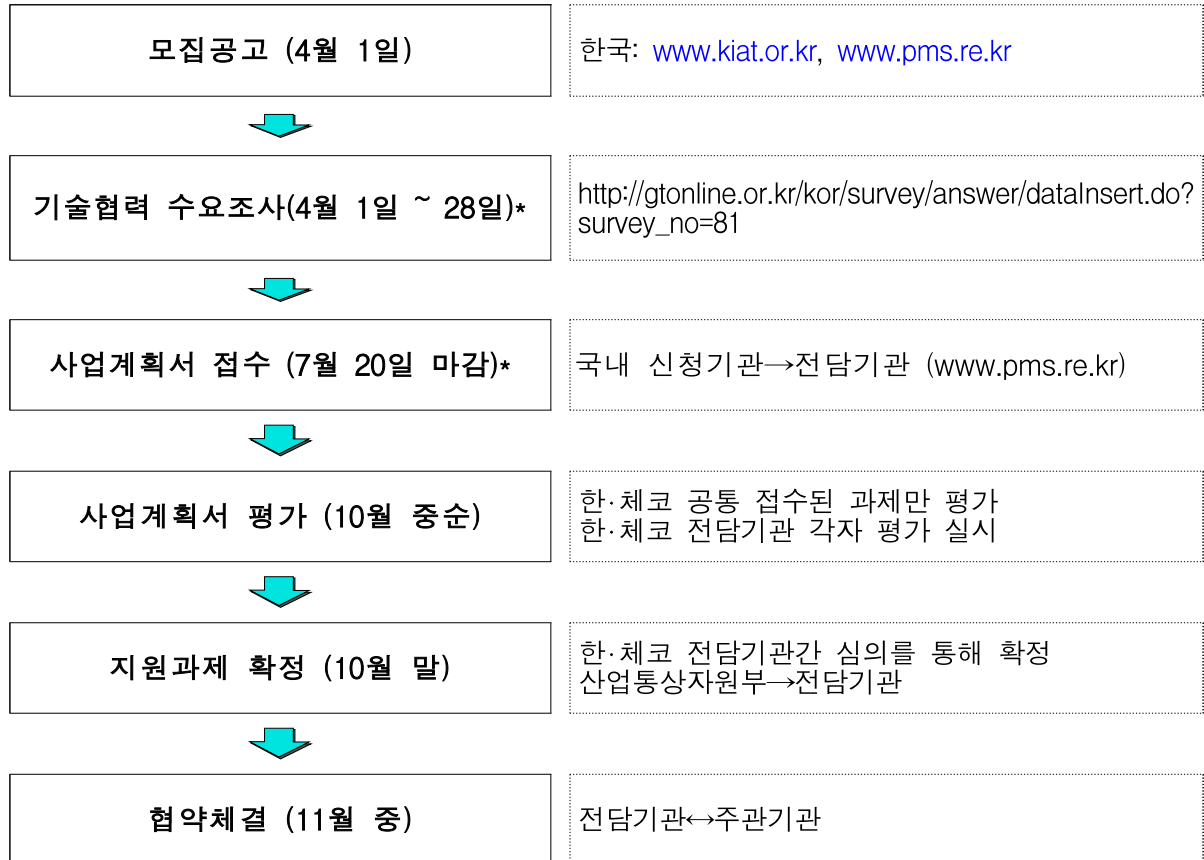 모집공고 (4월 1일)
한국: www.kiat.or.kr, www.pms.re.kr
기술협력 수요조사(4월 1일 ~ 28일)*
http://gtonline.or.kr/kor/survey/answer/dataInsert.do?
survey_no=81
사업계획서 접수 (7월 20일 마감)*
국내 신청기관→전담기관 (www.pms.re.kr)
사업계획서 평가 (10월 중순)
한·체코 공통 접수된 과제만 평가
한·체코 전담기관 각자 평가 실시
지원과제 확정 (10월 말)
한·체코 전담기관간 심의를 통해 확정
산업통상자원부→전담기관
협약체결 (11월 중)
전담기관↔주관기관